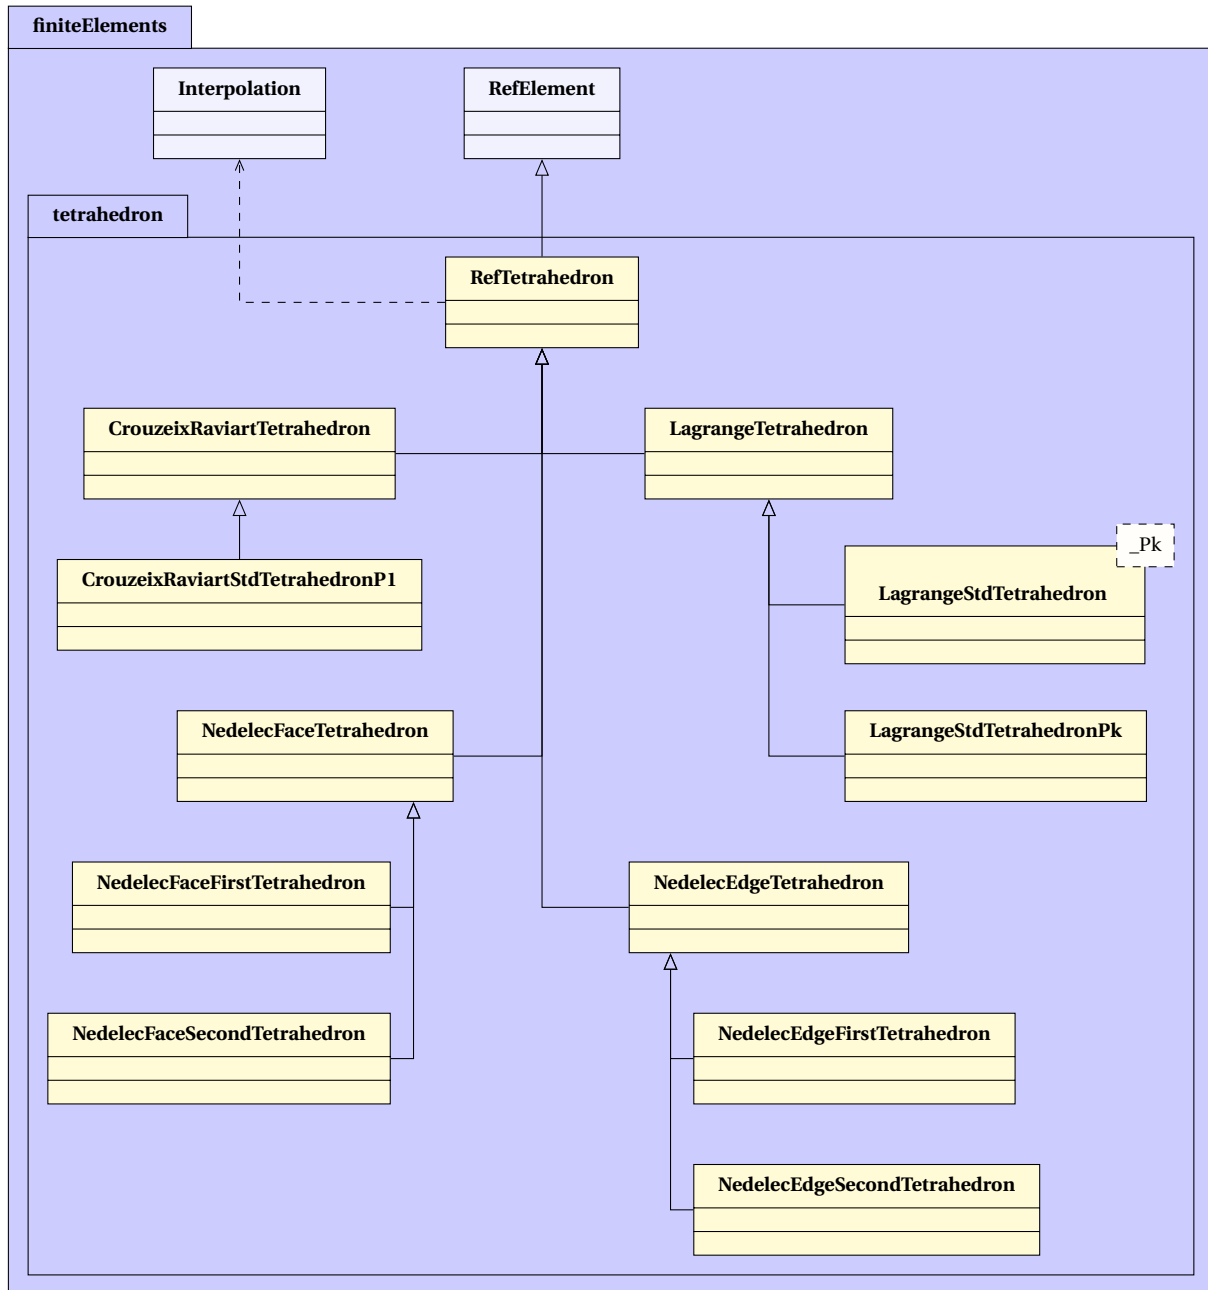 finiteElements
Interpolation
RefElement
tetrahedron
RefTetrahedron
CrouzeixRaviartTetrahedron
LagrangeTetrahedron
_Pk
CrouzeixRaviartStdTetrahedronP1
LagrangeStdTetrahedron
NedelecFaceTetrahedron
LagrangeStdTetrahedronPk
NedelecFaceFirstTetrahedron
NedelecEdgeTetrahedron
NedelecFaceSecondTetrahedron
NedelecEdgeFirstTetrahedron
NedelecEdgeSecondTetrahedron